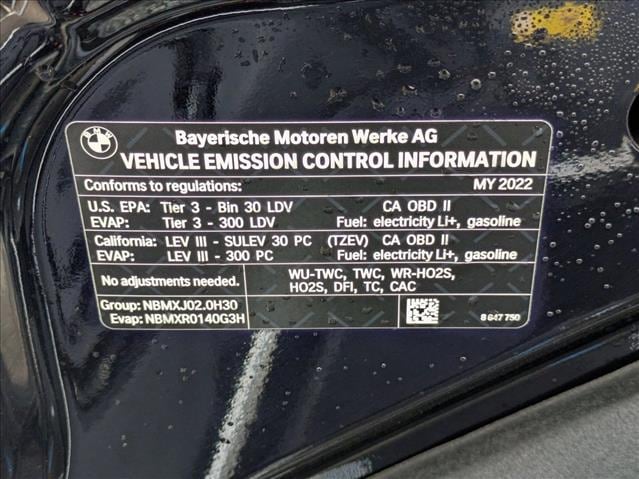 BMW
Bayerische Motoren Werke AG
VEHICLE EMISSION CONTROL INFORMATION
Conforms to regulations: MY 2022
U.S. EPA: Tier 3 - Bin 30 LDV CA OBD II
EVAP: Tier 3 - 300 LDV Fuel: electricity Li+, gasoline
California: LEV III - SULEV 30 PC (TZEV) CA OBD II
EVAP: LEV III - 300 PC Fuel: electricity Li+, gasoline
No adjustments needed.
WU-TWC, TWC, WR-HO2S,
HO2S, DFI, TC, CAC
Group: NBMXJ02.0H30
Evap: NBMXR0140G3H
8 647 750